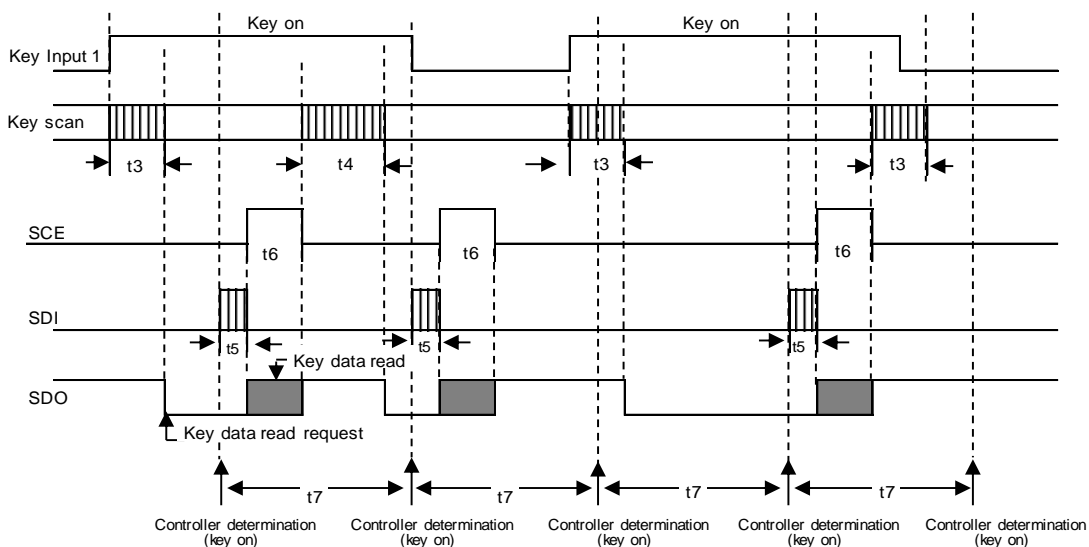 Key on
Key on
Key Input 1
Key scan
t3
t4
t3
t3
SCE
t6
t6
t6
SDI
t5
t5
t5
Key data read
SDO
Key data read request
t7
t7
t7
t7
Controller determination
(key on)
Controller determination
(key on)
Controller determination
(key on)
Controller determination
(key on)
Controller determination
(key on)